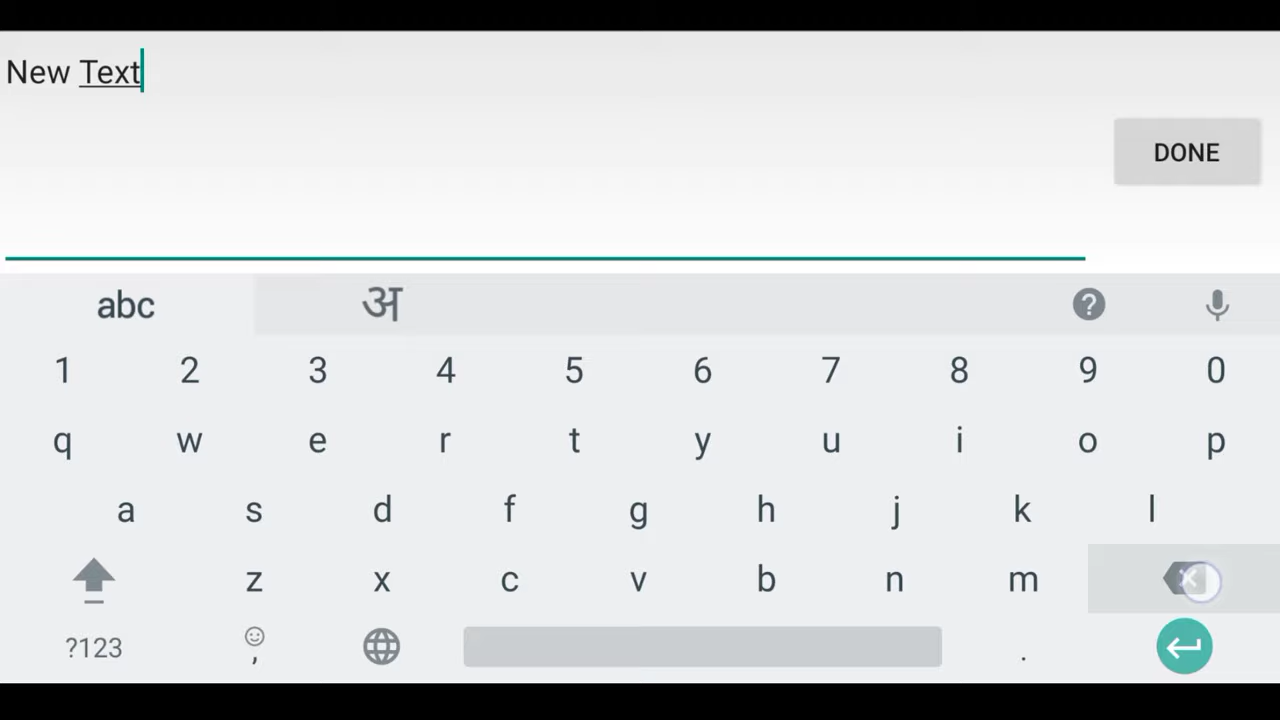 New Text
DONE
abc अ
1 2 3 4 5 6 7 8 9 0
q w e r t y u i o p
a s d f g h j k l
z x c v b n m
?123 , .